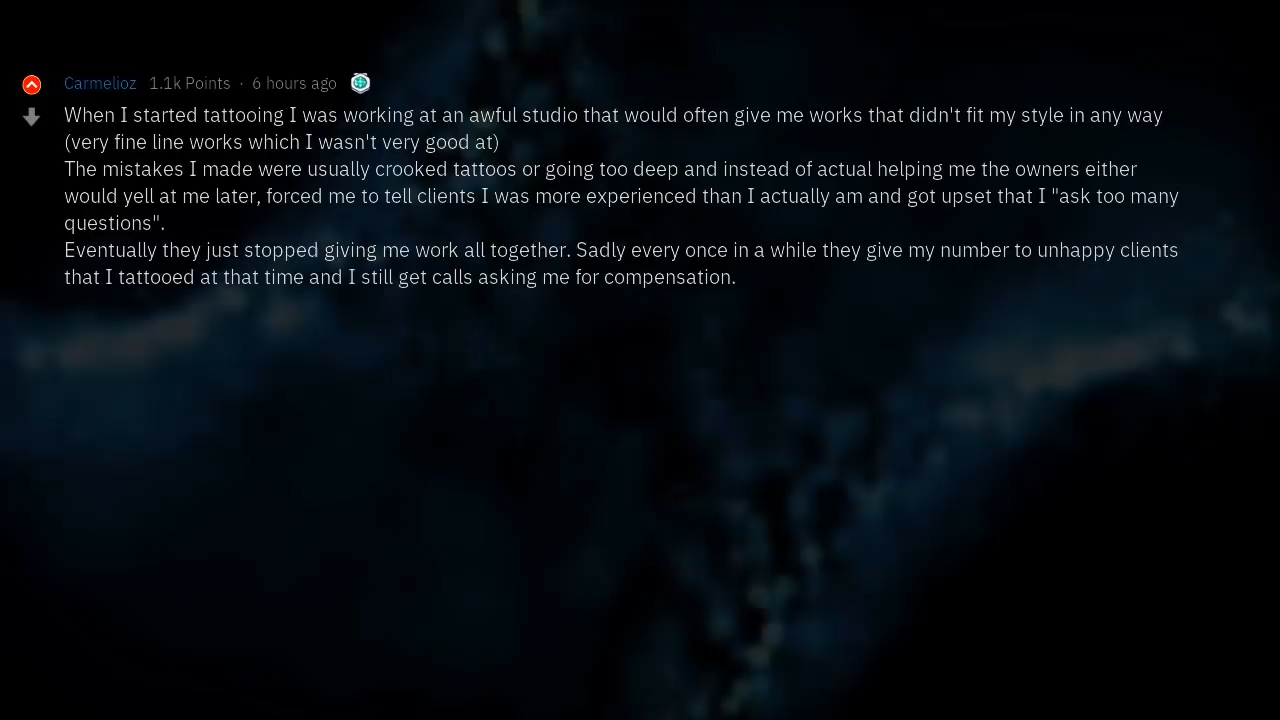 Carmelioz 1.1k Points · 6 hours ago
When I started tattooing I was working at an awful studio that would often give me works that didn't fit my style in any way
(very fine line works which I wasn't very good at)
The mistakes I made were usually crooked tattoos or going too deep and instead of actual helping me the owners either
would yell at me later, forced me to tell clients I was more experienced than I actually am and got upset that I "ask too many
questions".
Eventually they just stopped giving me work all together. Sadly every once in a while they give my number to unhappy clients
that I tattooed at that time and I still get calls asking me for compensation.